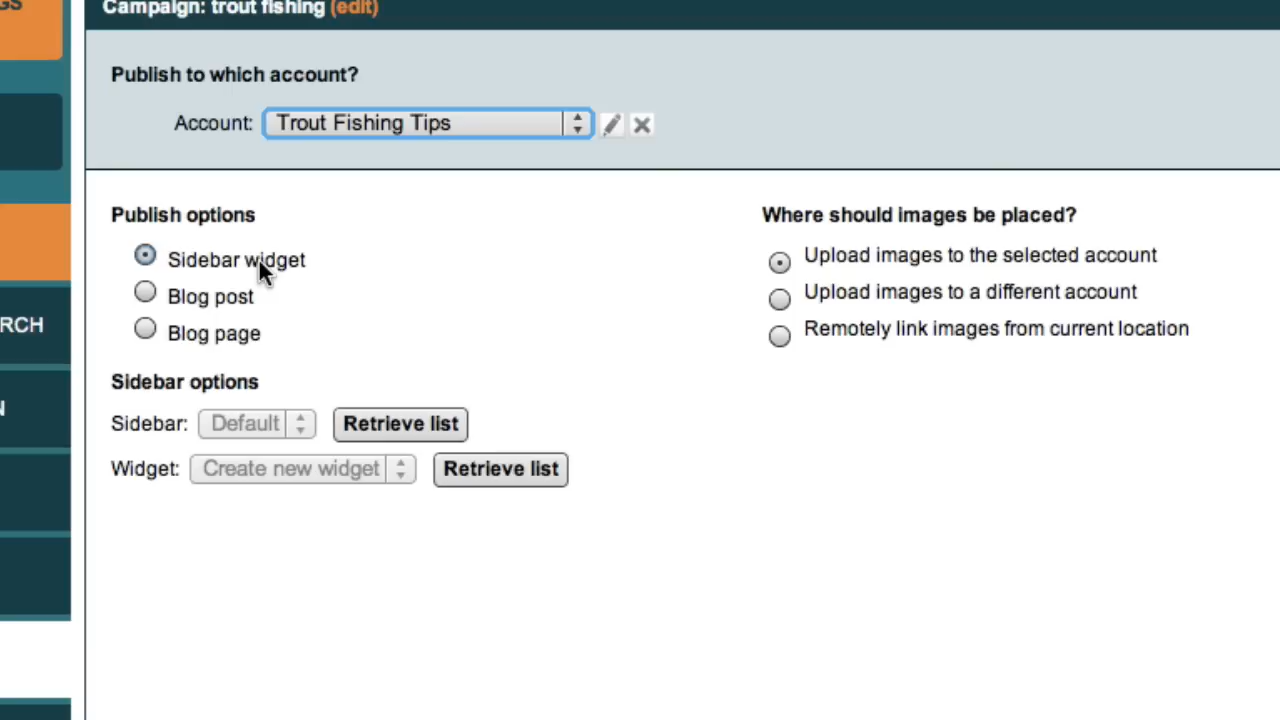 GS
Campaign: trout fishing (edit)
Publish to which account?
Account: Trout Fishing Tips
Publish options
Sidebar widget
Blog post
Blog page
Where should images be placed?
Upload images to the selected account
Upload images to a different account
Remotely link images from current location
Sidebar options
Sidebar: Default Retrieve list
Widget: Create new widget Retrieve list
RCH
N